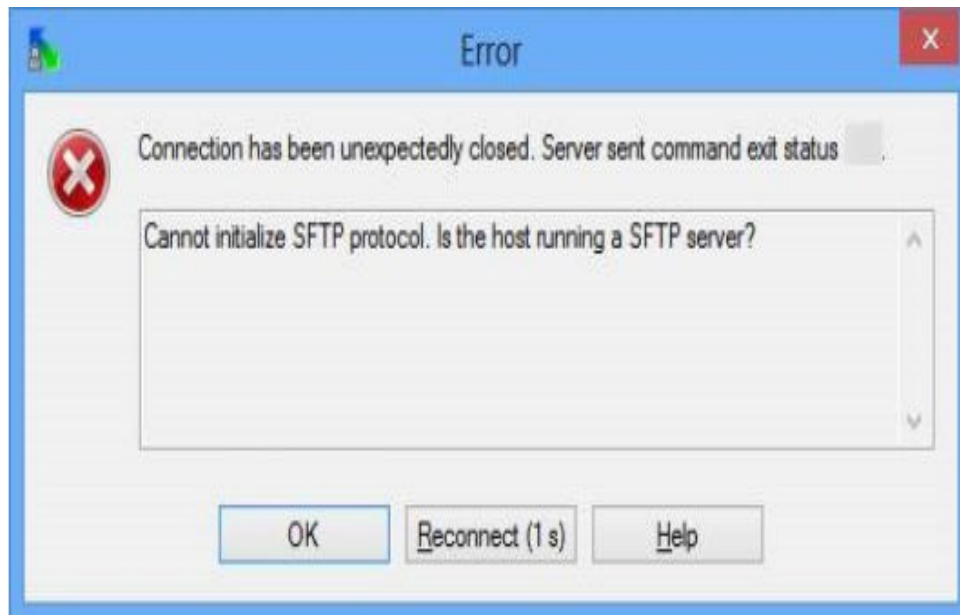 Error
X
Connection has been unexpectedly closed. Server sent command exit status .
Cannot initialize SFTP protocol. Is the host running a SFTP server?
OK
Reconnect (1 s)
Help